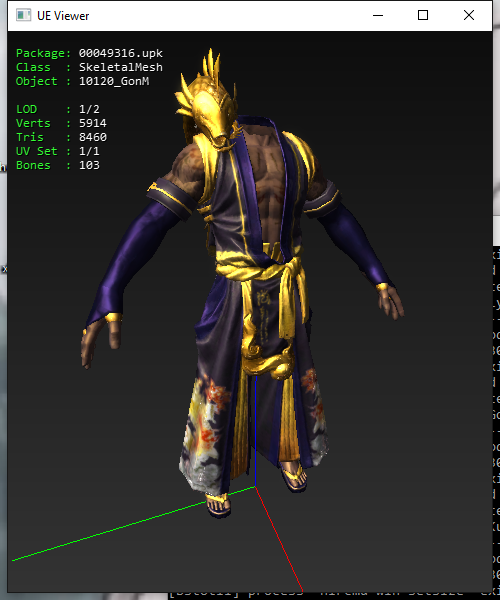 UE Viewer
Package: 00049316.upk
Class : SkeletalMesh
Object : 10120_GonM
LOD : 1/2
Verts : 5914
Tris : 8460
UV Set : 1/1
Bones : 103